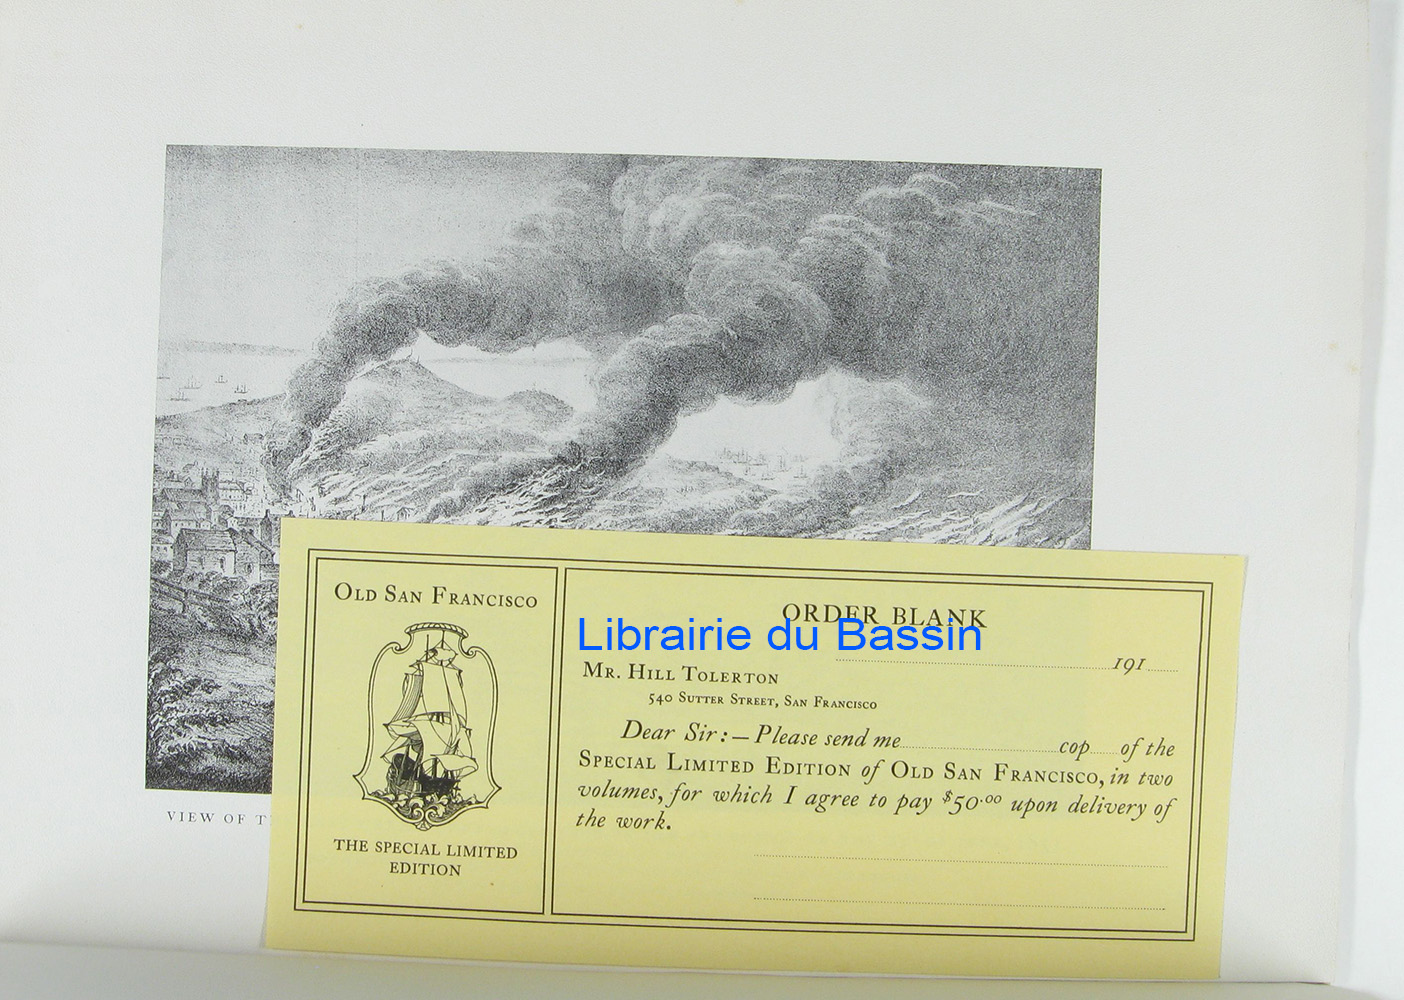 VIEW OF T
OLD SAN FRANCISCO
THE SPECIAL LIMITED
EDITION
ORDER BLANK
Librairie du Bassin
191
MR. HILL TOLERTON
540 SUTTER STREET, SAN FRANCISCO
Dear Sir:—Please send me cop of the
SPECIAL LIMITED EDITION of OLD SAN FRANCISCO, in two
volumes, for which I agree to pay $50.00 upon delivery of
the work.